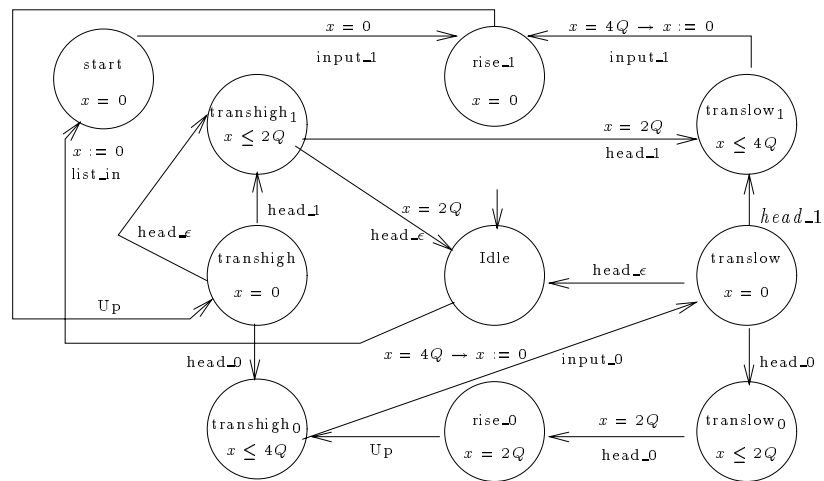 x = 0
input_1
x = 4Q → x := 0
input_1
start
x = 0
rise_1
x = 0
transhigh₁
x ≤ 2Q
translow₁
x ≤ 4Q
x = 2Q
head_1
x := 0
list_in
head_1
x = 2Q
head_ϵ
head_ϵ
head_1
transhigh
x = 0
Idle
translow
x = 0
head_ϵ
Up
head_0
x = 4Q → x := 0
input_0
head_0
transhigh₀
x ≤ 4Q
rise_0
x = 2Q
translow₀
x ≤ 2Q
Up
x = 2Q
head_0